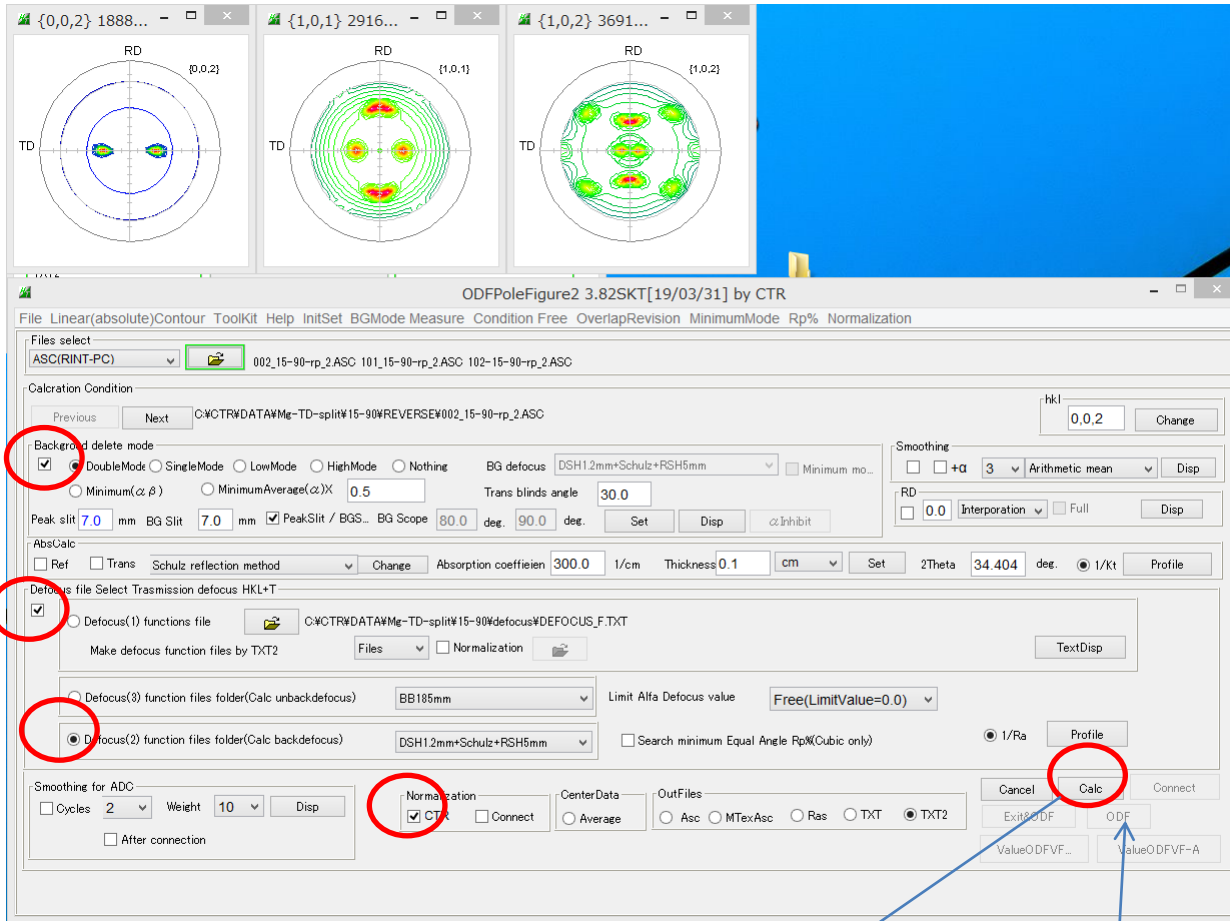 {0,0,2} 1888...
{1,0,1} 2916...
{1,0,2} 3691...
RD
{0,0,2}
TD
RD
{1,0,1}
TD
RD
{1,0,2}
TD
ODFPoleFigure2 3.82SKT[19/03/31] by CTR
File Linear(absolute)Contour ToolKit Help InitSet BGMode Measure Condition Free OverlapRevision MinimumMode Rp% Normalization
Files select
ASC(RINT-PC) 002_15-90-rp_2.ASC 101_15-90-rp_2.ASC 102-15-90-rp_2.ASC
Calcration Condition
Previous Next C:¥CTR¥DATA¥Mg-TD-split¥15-90¥REVERSE¥002_15-90-rp_2.ASC
hkl
0,0,2 Change
Backgroud delete mode
DoubleMode SingleMode LowMode HighMode Nothing BG defocus DSH1.2mm+Schulz+RSH5mm Minimum mo...
Minimum(αβ) MinimumAverage(α)X 0.5 Trans blinds angle 30.0
Peak slit 7.0 mm BG Slit 7.0 mm PeakSlit / BGS... BG Scope 80.0 deg. 90.0 deg. Set Disp αInhibit
Smoothing
+α 3 Arithmetic mean Disp
RD
0.0 Interporation Full Disp
AbsCalc
Ref Trans Schulz reflection method Change Absorption coeffieien 300.0 1/cm Thickness 0.1 cm Set 2Theta 34.404 deg. 1/Kt Profile
Defocus file Select Trasmission defocus HKL+T
Defocus(1) functions file C:¥CTR¥DATA¥Mg-TD-split¥15-90¥defocus¥DEFOCUS_F.TXT
Make defocus function files by TXT2 Files Normalization TextDisp
Defocus(3) function files folder(Calc unbackdefocus) BB185mm Limit Alfa Defocus value Free(LimitValue=0.0)
Defocus(2) function files folder(Calc backdefocus) DSH1.2mm+Schulz+RSH5mm Search minimum Equal Angle Rp%(Cubic only) 1/Ra Profile
Smoothing for ADC
Cycles 2 Weight 10 Disp
After connection
Normalization
CTR Connect
CenterData
Average
OutFiles
Asc MTexAsc Ras TXT TXT2
Cancel Calc Connect
Exit&ODF ODF
ValueODFVF... ValueODFVF-A